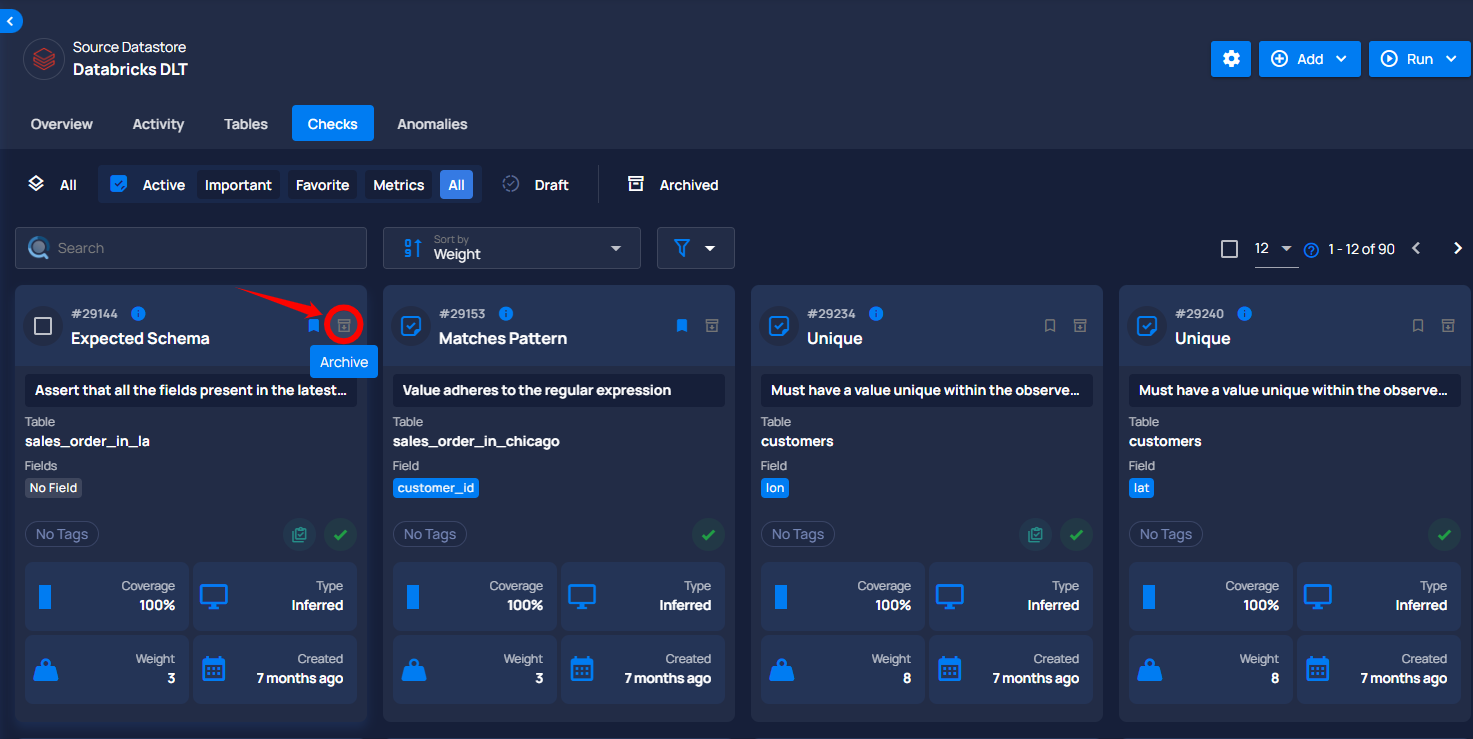 Source Datastore
Databricks DLT
Add
Run
Overview
Activity
Tables
Checks
Anomalies
All
Active
Important
Favorite
Metrics
All
Draft
Archived
Search
Sort by
Weight
12
1 - 12 of 90
#29144
Expected Schema
Archive
Assert that all the fields present in the latest...
Table
sales_order_in_la
Fields
No Field
No Tags
Coverage
100%
Type
Inferred
Weight
3
Created
7 months ago
#29153
Matches Pattern
Value adheres to the regular expression
Table
sales_order_in_chicago
Field
customer_id
No Tags
Coverage
100%
Type
Inferred
Weight
3
Created
7 months ago
#29234
Unique
Must have a value unique within the observe...
Table
customers
Field
lon
No Tags
Coverage
100%
Type
Inferred
Weight
8
Created
7 months ago
#29240
Unique
Must have a value unique within the observe...
Table
customers
Field
lat
No Tags
Coverage
100%
Type
Inferred
Weight
8
Created
7 months ago